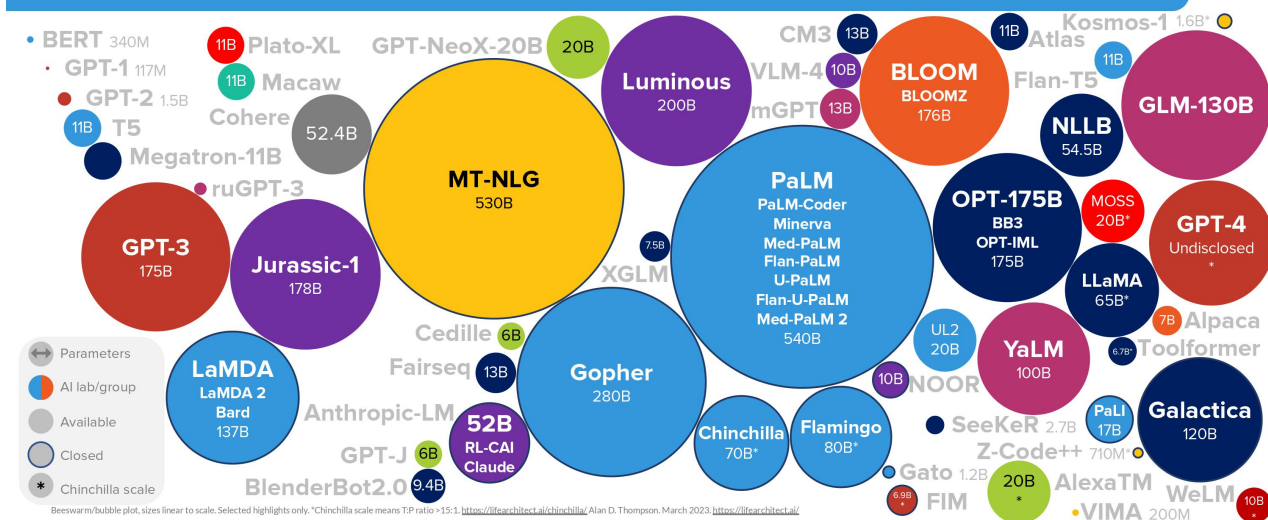 BERT 340M
GPT-1 117M
GPT-2 1.5B
11B T5
Megatron-11B
11B Plato-XL
11B Macaw
Cohere
52.4B
ruGPT-3
GPT-3
175B
Jurassic-1
178B
GPT-NeoX-20B
20B
MT-NLG
530B
Luminous
200B
CM3 13B
VLM-4 10B
mGPT 13B
BLOOM
BLOOMZ
176B
11B Atlas
Kosmos-1 1.6B*
Flan-T5
11B
GLM-130B
NLLB
54.5B
PaLM
PaLM-Coder
Minerva
Med-PaLM
Flan-PaLM
U-PaLM
Flan-U-PaLM
Med-PaLM 2
540B
7.5B
XGLM
OPT-175B
BB3
OPT-IML
175B
MOSS
20B*
GPT-4
Undisclosed
*
LLaMA
65B*
7B Alpaca
6.7B* Toolformer
UL2
20B
YaLM
100B
10B NOOR
Parameters
AI lab/group
Available
Closed
* Chinchilla scale
LaMDA
LaMDA 2
Bard
137B
Cedille 6B
Fairseq 13B
Anthropic-LM
52B
RL-CAI
Claude
GPT-J 6B
BlenderBot2.0 9.4B
Gopher
280B
Chinchilla
70B*
Flamingo
80B*
Gato 1.2B
6.9B
*
FIM
SeeKeR 2.7B
PaLI
17B
Galactica
120B
Z-Code++ 710M*
20B
*
AlexaTM
VIMA 200M
WeLM
10B
*
Beeswarm/bubble plot, sizes linear to scale. Selected highlights only. *Chinchilla scale means T:P ratio >15:1. https://lifearchitect.ai/chinchilla/ Alan D. Thompson. March 2023. https://lifearchitect.ai/